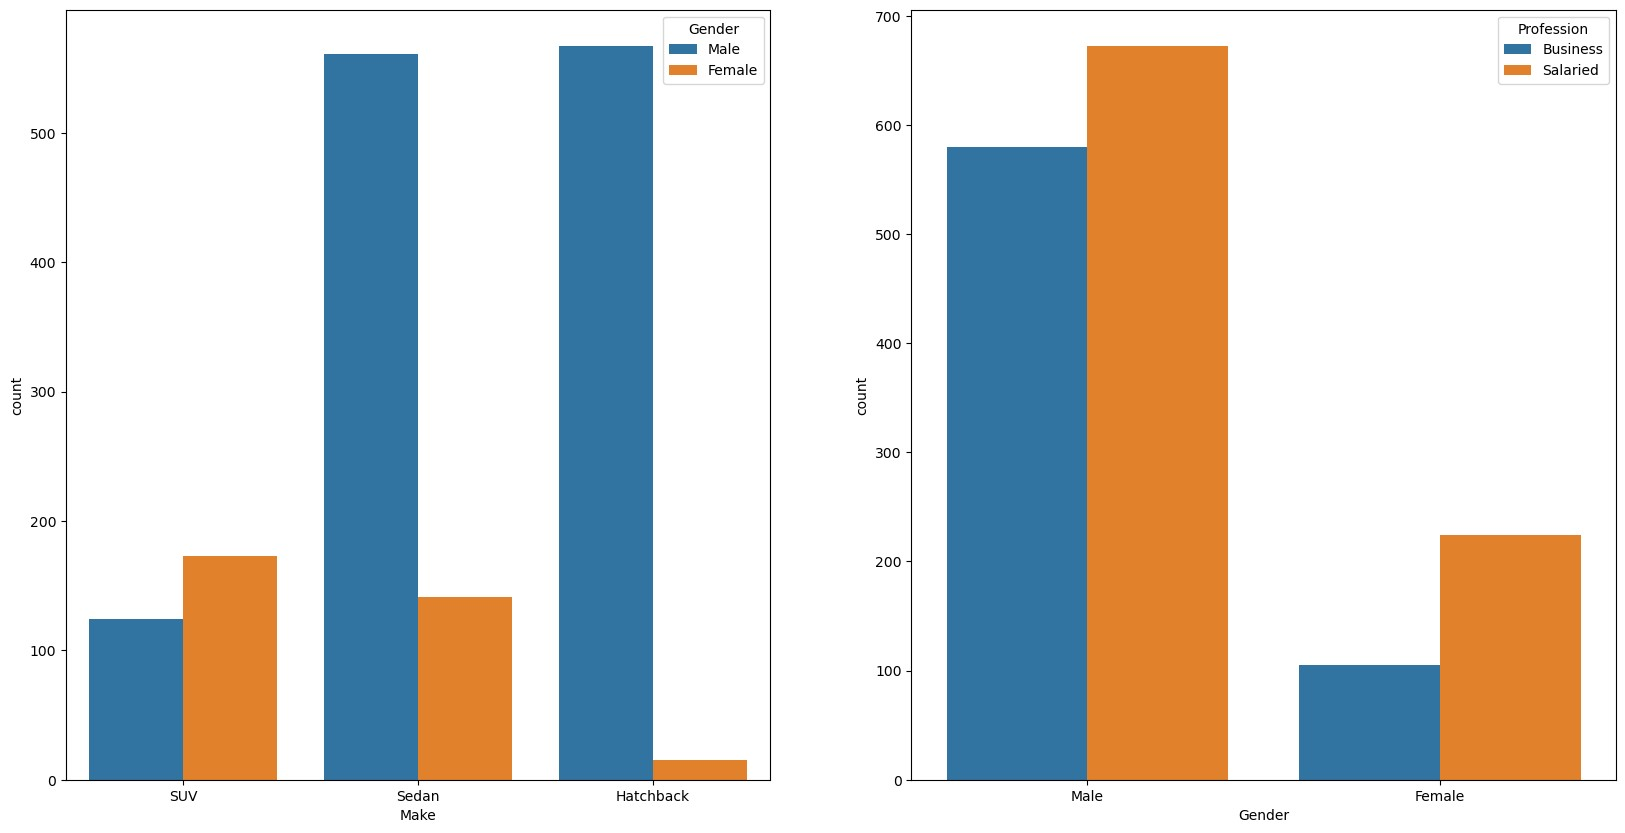 Gender
Male
Female
500
400
300
200
100
0
count
SUV Sedan Hatchback
Make
Profession
Business
Salaried
700
600
500
400
300
200
100
0
count
Male Female
Gender